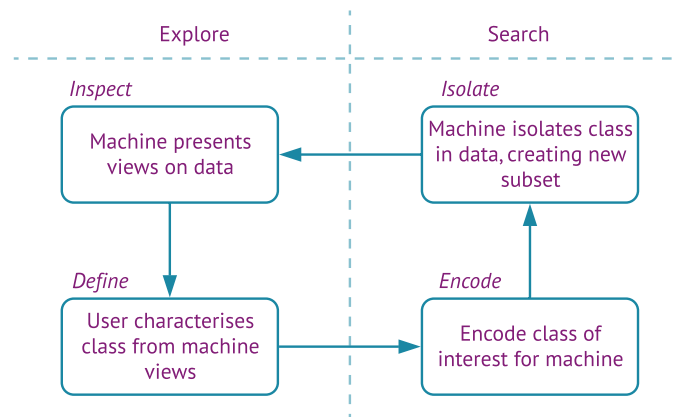 Explore
Search
Inspect
Machine presents
views on data
Isolate
Machine isolates class
in data, creating new
subset
Define
User characterises
class from machine
views
Encode
Encode class of
interest for machine